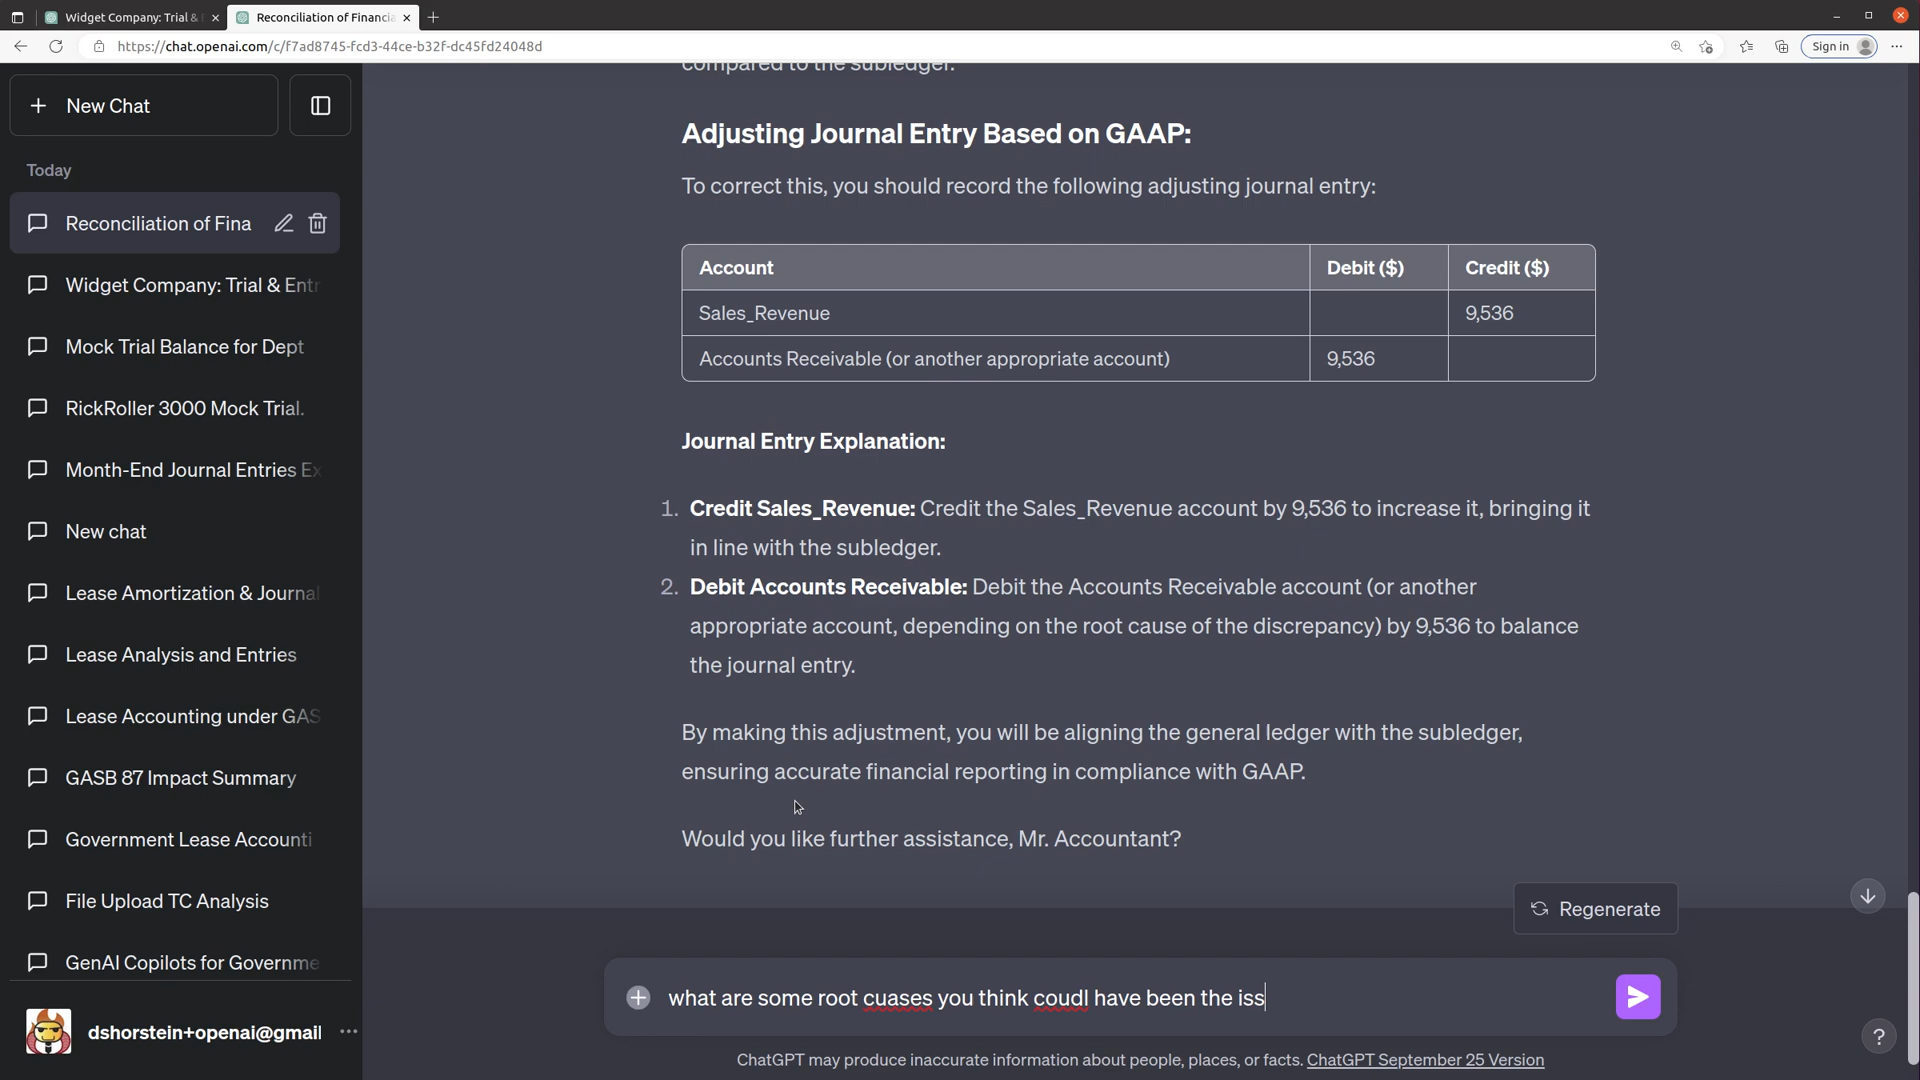 Widget Company: Trial &
Reconciliation of Financia
https://chat.openai.com/c/f7ad8745-fcd3-44ce-b32f-dc45fd24048d
Sign in
New Chat
Today
Reconciliation of Fina
Widget Company: Trial & Entr
Mock Trial Balance for Dept
RickRoller 3000 Mock Trial.
Month-End Journal Entries Ex
New chat
Lease Amortization & Journal
Lease Analysis and Entries
Lease Accounting under GAS
GASB 87 Impact Summary
Government Lease Accounti
File Upload TC Analysis
GenAI Copilots for Governme
dshorstein+openai@gmail
compared to the subledger.
Adjusting Journal Entry Based on GAAP:
To correct this, you should record the following adjusting journal entry:
Account Debit ($) Credit ($)
Sales_Revenue 9,536
Accounts Receivable (or another appropriate account) 9,536
Journal Entry Explanation:
1. Credit Sales_Revenue: Credit the Sales_Revenue account by 9,536 to increase it, bringing it
in line with the subledger.
2. Debit Accounts Receivable: Debit the Accounts Receivable account (or another
appropriate account, depending on the root cause of the discrepancy) by 9,536 to balance
the journal entry.
By making this adjustment, you will be aligning the general ledger with the subledger,
ensuring accurate financial reporting in compliance with GAAP.
Would you like further assistance, Mr. Accountant?
Regenerate
what are some root cuases you think coudl have been the iss
?
ChatGPT may produce inaccurate information about people, places, or facts. ChatGPT September 25 Version